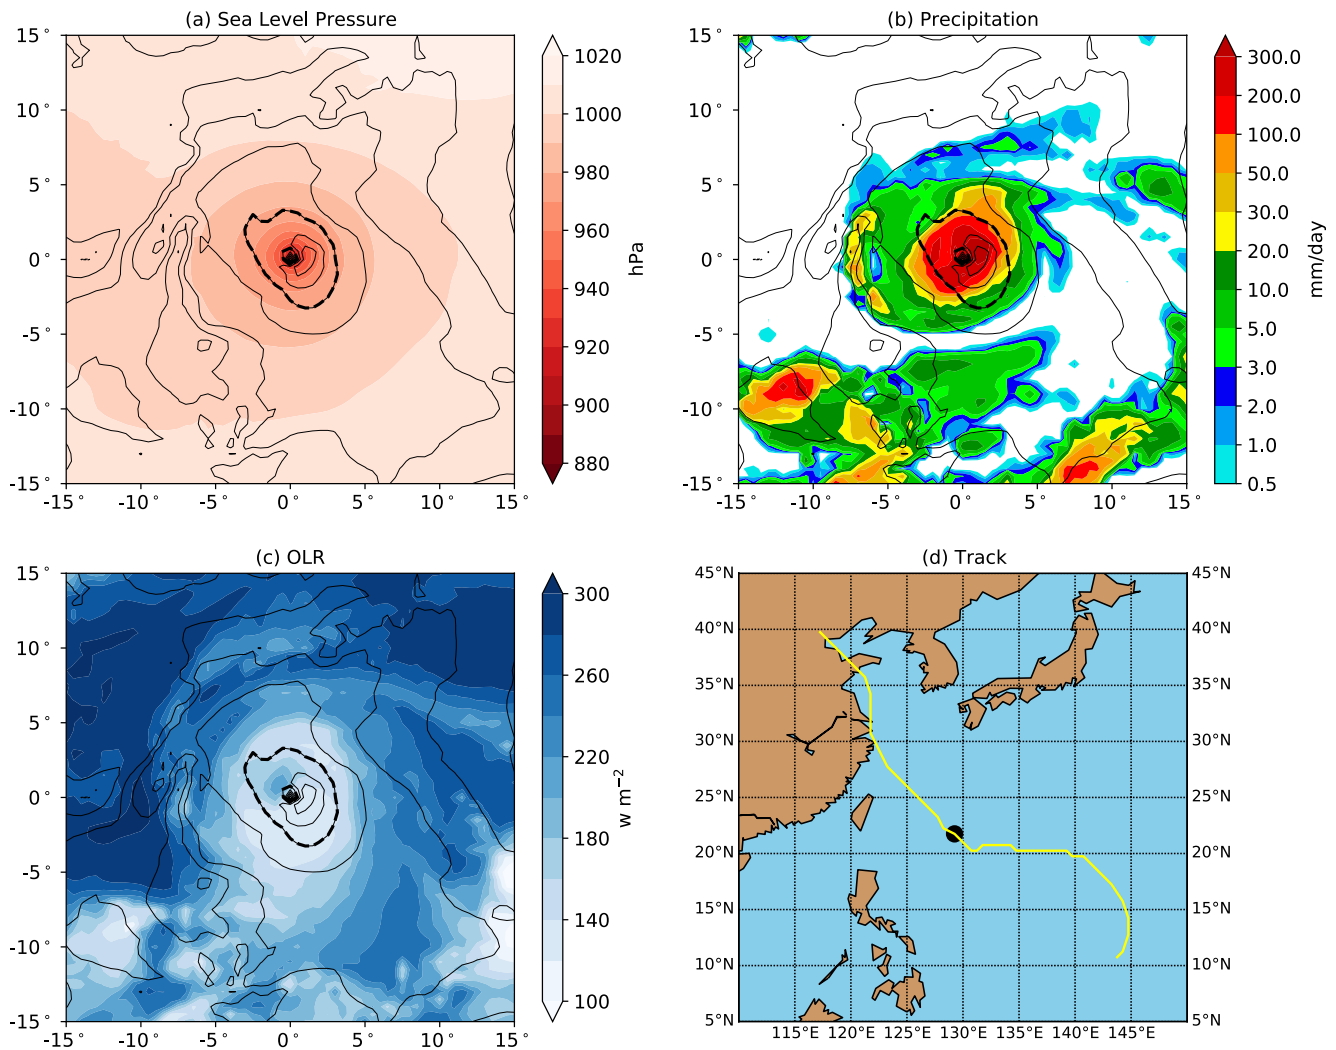 (a) Sea Level Pressure
15°
10°
5°
0°
-5°
-10°
-15°
-15° -10° -5° 0° 5° 10° 15°
1020
1000
980
960
940
920
900
880
hPa
(b) Precipitation
15°
10°
5°
0°
-5°
-10°
-15°
-15° -10° -5° 0° 5° 10° 15°
300.0
200.0
100.0
50.0
30.0
20.0
10.0
5.0
3.0
2.0
1.0
0.5
mm/day
(c) OLR
15°
10°
5°
0°
-5°
-10°
-15°
-15° -10° -5° 0° 5° 10° 15°
300
260
220
180
140
100
w m⁻²
(d) Track
45°N 45°N
40°N 40°N
35°N 35°N
30°N 30°N
25°N 25°N
20°N 20°N
15°N 15°N
10°N 10°N
5°N 5°N
115°E 120°E 125°E 130°E 135°E 140°E 145°E